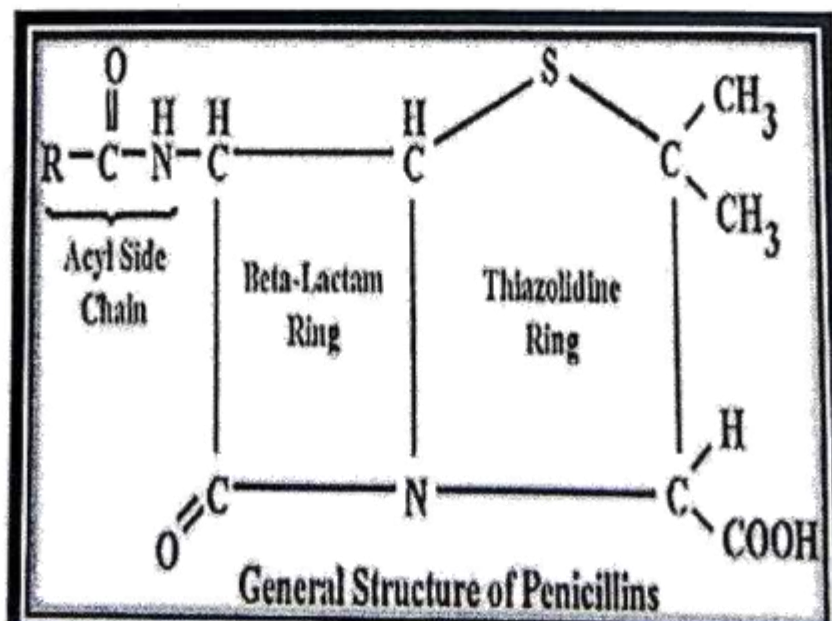 O
H H H S CH3
R-C-N-C C C
CH3
Acyl Side
Chain
Beta-Lactam
Ring
Thiazolidine
Ring
H
C N C
O COOH
General Structure of Penicillins